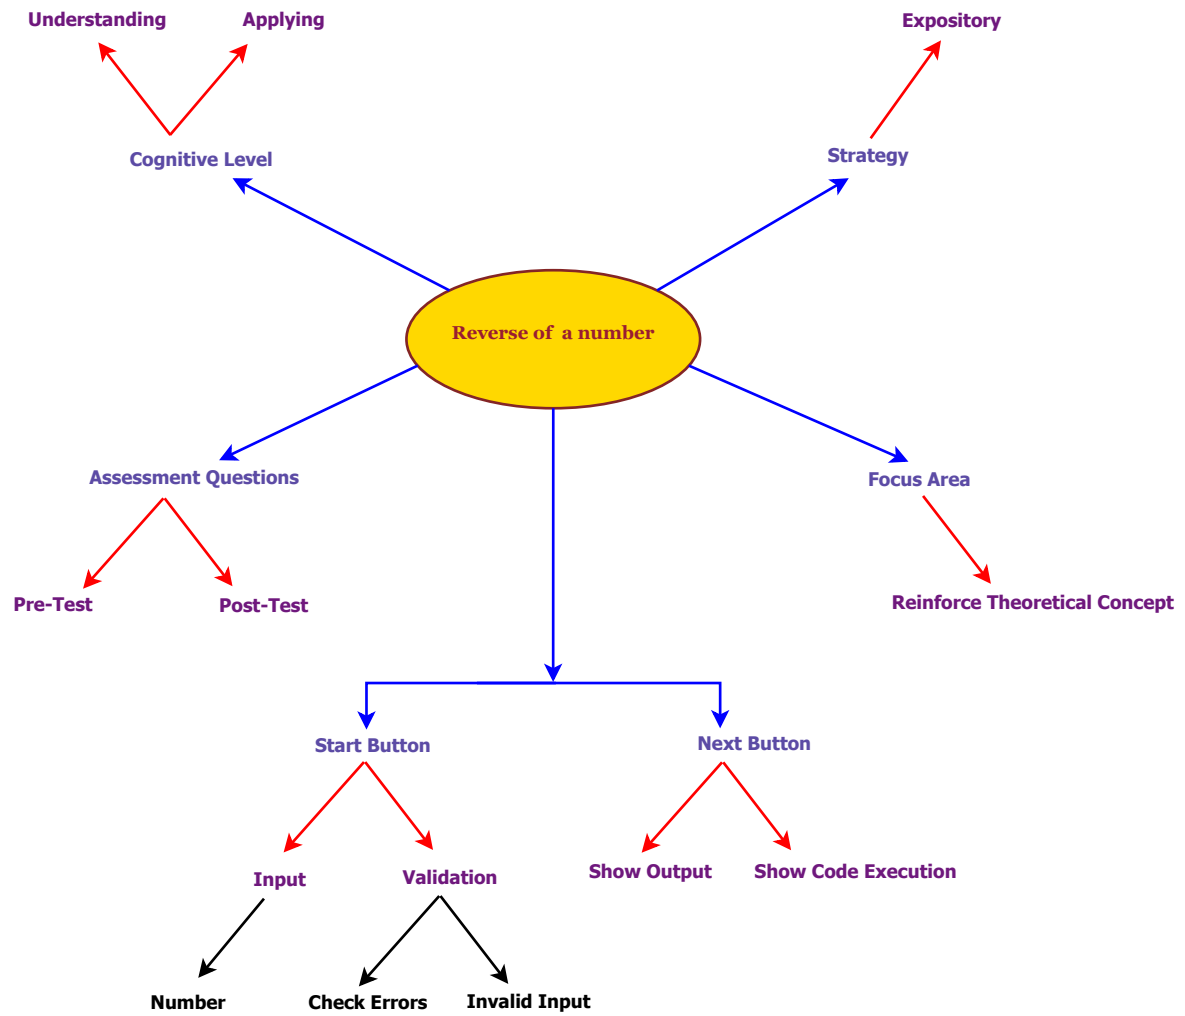 Understanding
Applying
Expository
Cognitive Level
Strategy
Reverse of  a number
Assessment Questions
Focus Area
Pre-Test
Post-Test
Reinforce Theoretical Concept
Start Button
Next Button
Input
Validation
Show Output
Show Code Execution
Number
Check Errors
Invalid Input